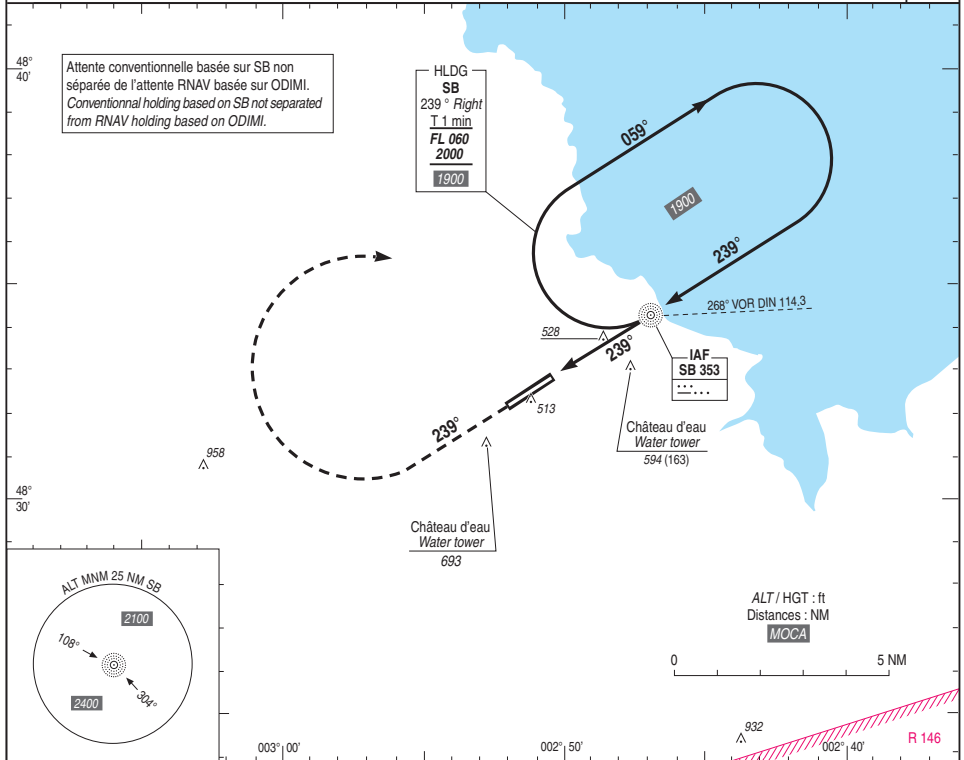 48°
40'
Attente conventionelle basée sur SB non
séparée de l'attente RNAV basée sur ODIMI.
Conventionnal holding based on SB not separated
from RNAV holding based on ODIMI.
HLDG
SB
239 ° Right
T 1 min
FL 060
2000
1900
059°
1900
239°
268° VOR DIN 114,3
528
239°
IAF
SB 353
513
239°
Château d'eau
Water tower
594 (163)
958
48°
30'
Château d'eau
Water tower
693
ALT MNM 25 NM SB
2100
108°
304°
2400
ALT / HGT : ft
Distances : NM
MOCA
0
5 NM
932
R 146
003° 00'
002° 50'
002° 40'